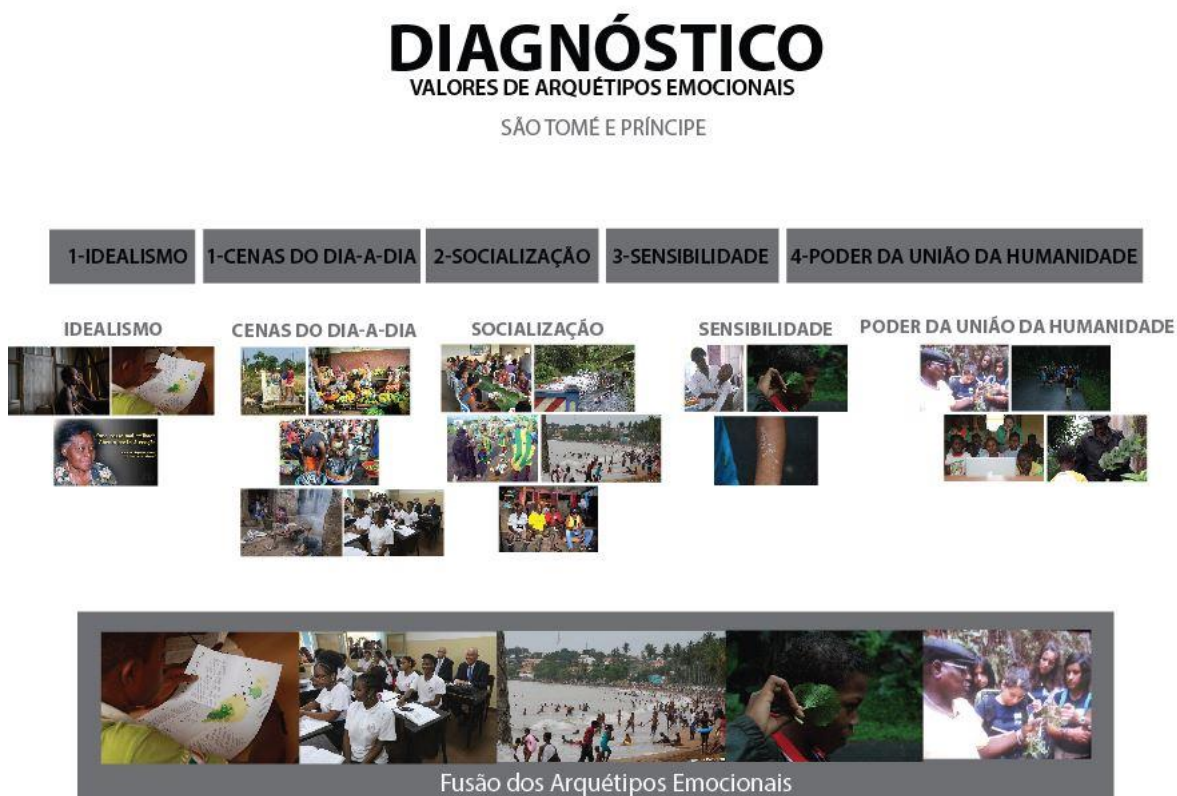 DIAGNÓSTICO
VALORES DE ARQUÉTIPOS EMOCIONAIS
SÃO TOMÉ E PRÍNCIPE
1-IDEALISMO
1-CENAS DO DIA-A-DIA
2-SOCIALIZAÇÃO
3-SENSIBILIDADE
4-PODER DA UNIÃO DA HUMANIDADE
IDEALISMO
CENAS DO DIA-A-DIA
SOCIALIZAÇÃO
SENSIBILIDADE
PODER DA UNIÃO DA HUMANIDADE
Fusão dos Arquétipos Emocionais